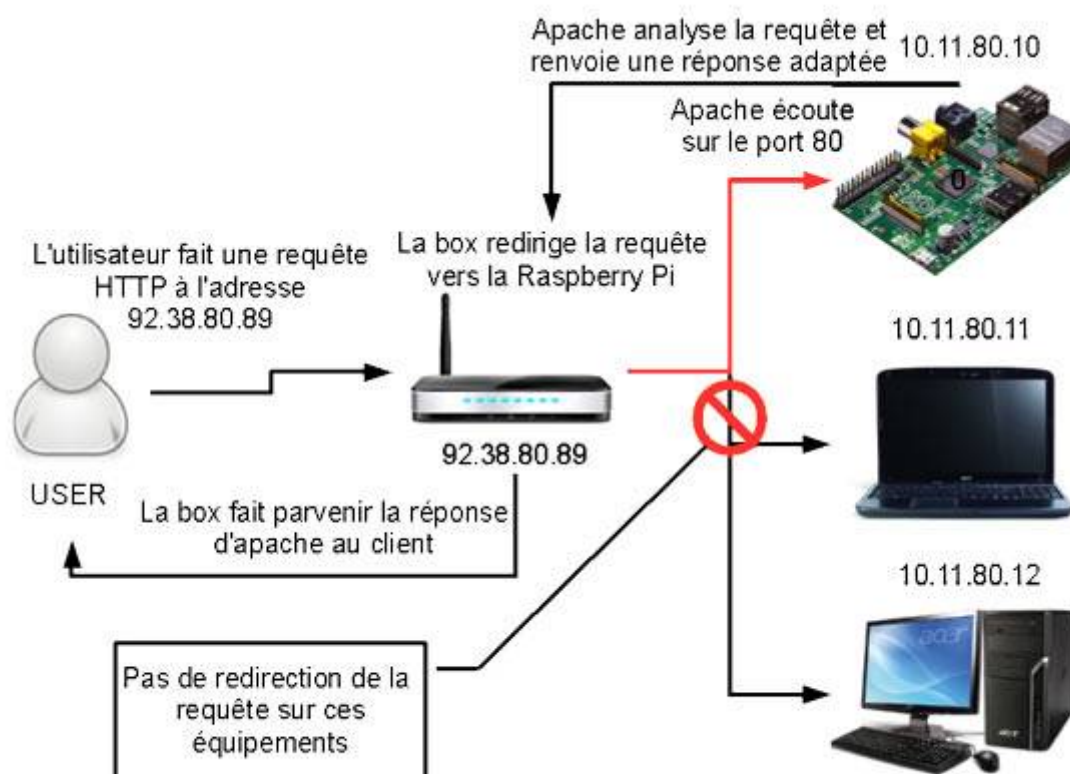 Apache analyse la requête et
renvoie une réponse adaptée
10.11.80.10
Apache écoute
sur le port 80
L'utilisateur fait une requête
HTTP à l'adresse
92.38.80.89
La box redirige la requête
vers la Raspberry Pi
10.11.80.11
92.38.80.89
USER
La box fait parvenir la réponse
d'apache au client
10.11.80.12
Pas de redirection de la
requête sur ces
équipements
acer